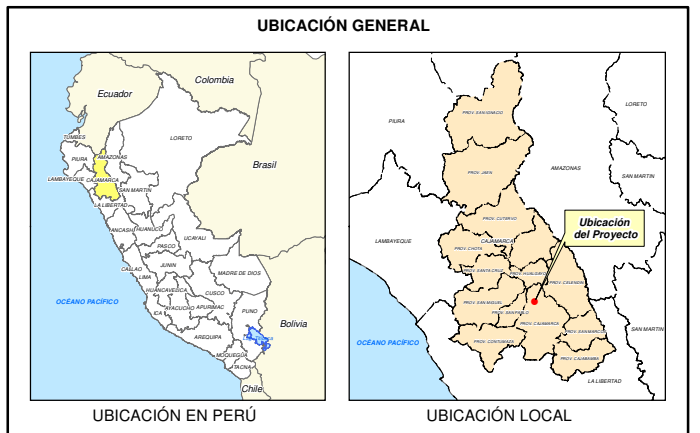 UBICACIÓN GENERAL
Colombia
Ecuador
TUMBES
LORETO
PIURA
AMAZONAS
Brasil
LAMBAYEQUE
CAJAMARCA
SAN MARTIN
LA LIBERTAD
ANCASH
HUANUCO
UCAYALI
PASCO
JUNIN
CALLAO
LIMA
MADRE DE DIOS
HUANCAVELICA
CUSCO
OCÉANO PACÍFICO
AYACUCHO
APURIMAC
ICA
PUNO
Bolivia
AREQUIPA
MOQUEGUA
TACNA
Chile
UBICACIÓN EN PERÚ
LORETO
PROV. SAN IGNACIO
PIURA
PROV. JAEN
AMAZONAS
SAN MARTIN
PROV. CUTERVO
Ubicación
del Proyecto
LAMBAYEQUE
CAJAMARCA
PROV. CHOTA
PROV. SANTA CRUZ
PROV. HUALGAYOC
PROV. CELENDIN
PROV. SAN MIGUEL
PROV. SAN PABLO
PROV. CAJAMARCA
PROV. SAN MARCOS
SAN MARTIN
OCÉANO PACÍFICO
PROV. CONTUMAZA
PROV. CAJABAMBA
LA LIBERTAD
UBICACIÓN LOCAL